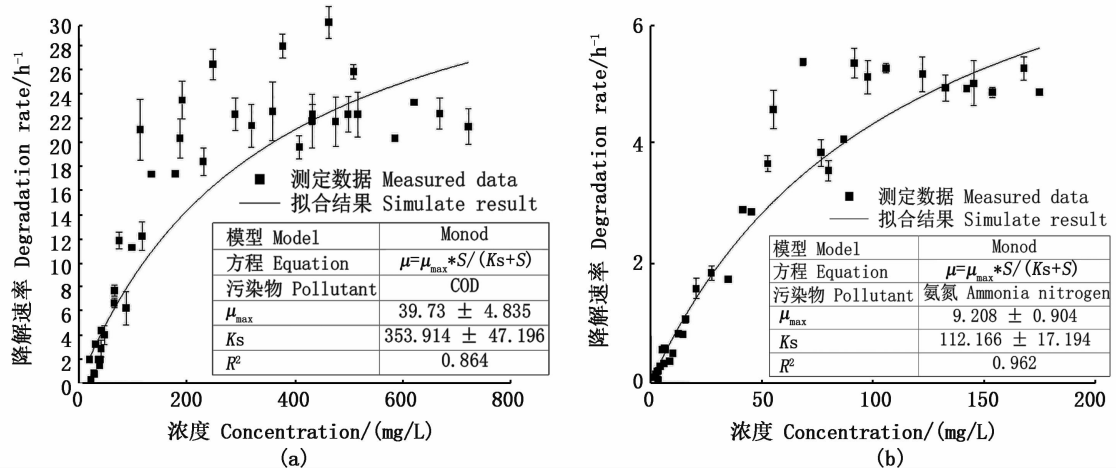 (a)
降解速率 Degradation rate/h⁻¹
30
28
26
24
22
20
18
16
14
12
10
8
6
4
2
0
0
200
400
600
800
测定数据 Measured data
拟合结果 Simulate result
模型 Model Monod
方程 Equation μ=μmax*S/(Ks+S)
污染物 Pollutant COD
μmax 39.73 ± 4.835
Ks 353.914 ± 47.196
R² 0.864
浓度 Concentration/(mg/L)
(a)
(b)
降解速率 Degradation rate/h⁻¹
6
4
2
0
0
50
100
150
200
测定数据 Measured data
拟合结果 Simulate result
模型 Model Monod
方程 Equation μ=μmax*S/(Ks+S)
污染物 Pollutant 氨氮 Ammonia nitrogen
μmax 9.208 ± 0.904
Ks 112.166 ± 17.194
R² 0.962
浓度 Concentration/(mg/L)
(b)